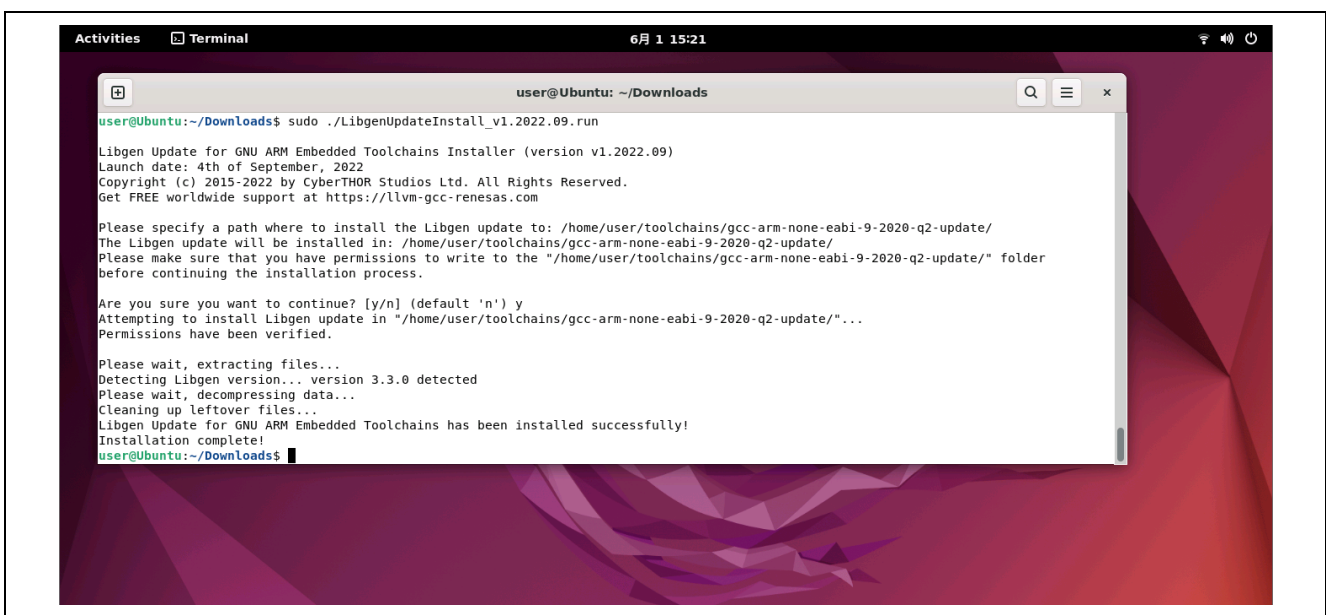 Activities Terminal 6月 1 15:21
user@Ubuntu: ~/Downloads
user@Ubuntu:~/Downloads$ sudo ./LibgenUpdateInstall_v1.2022.09.run
Libgen Update for GNU ARM Embedded Toolchains Installer (version v1.2022.09)
Launch date: 4th of September, 2022
Copyright (c) 2015-2022 by CyberTHOR Studios Ltd. All Rights Reserved.
Get FREE worldwide support at https://llvm-gcc-renesas.com
Please specify a path where to install the Libgen update to: /home/user/toolchains/gcc-arm-none-eabi-9-2020-q2-update/
The Libgen update will be installed in: /home/user/toolchains/gcc-arm-none-eabi-9-2020-q2-update/
Please make sure that you have permissions to write to the "/home/user/toolchains/gcc-arm-none-eabi-9-2020-q2-update/" folder
before continuing the installation process.
Are you sure you want to continue? [y/n] (default 'n') y
Attempting to install Libgen update in "/home/user/toolchains/gcc-arm-none-eabi-9-2020-q2-update/"...
Permissions have been verified.
Please wait, extracting files...
Detecting Libgen version... version 3.3.0 detected
Please wait, decompressing data...
Cleaning up leftover files...
Libgen Update for GNU ARM Embedded Toolchains has been installed successfully!
Installation complete!
user@Ubuntu:~/Downloads$